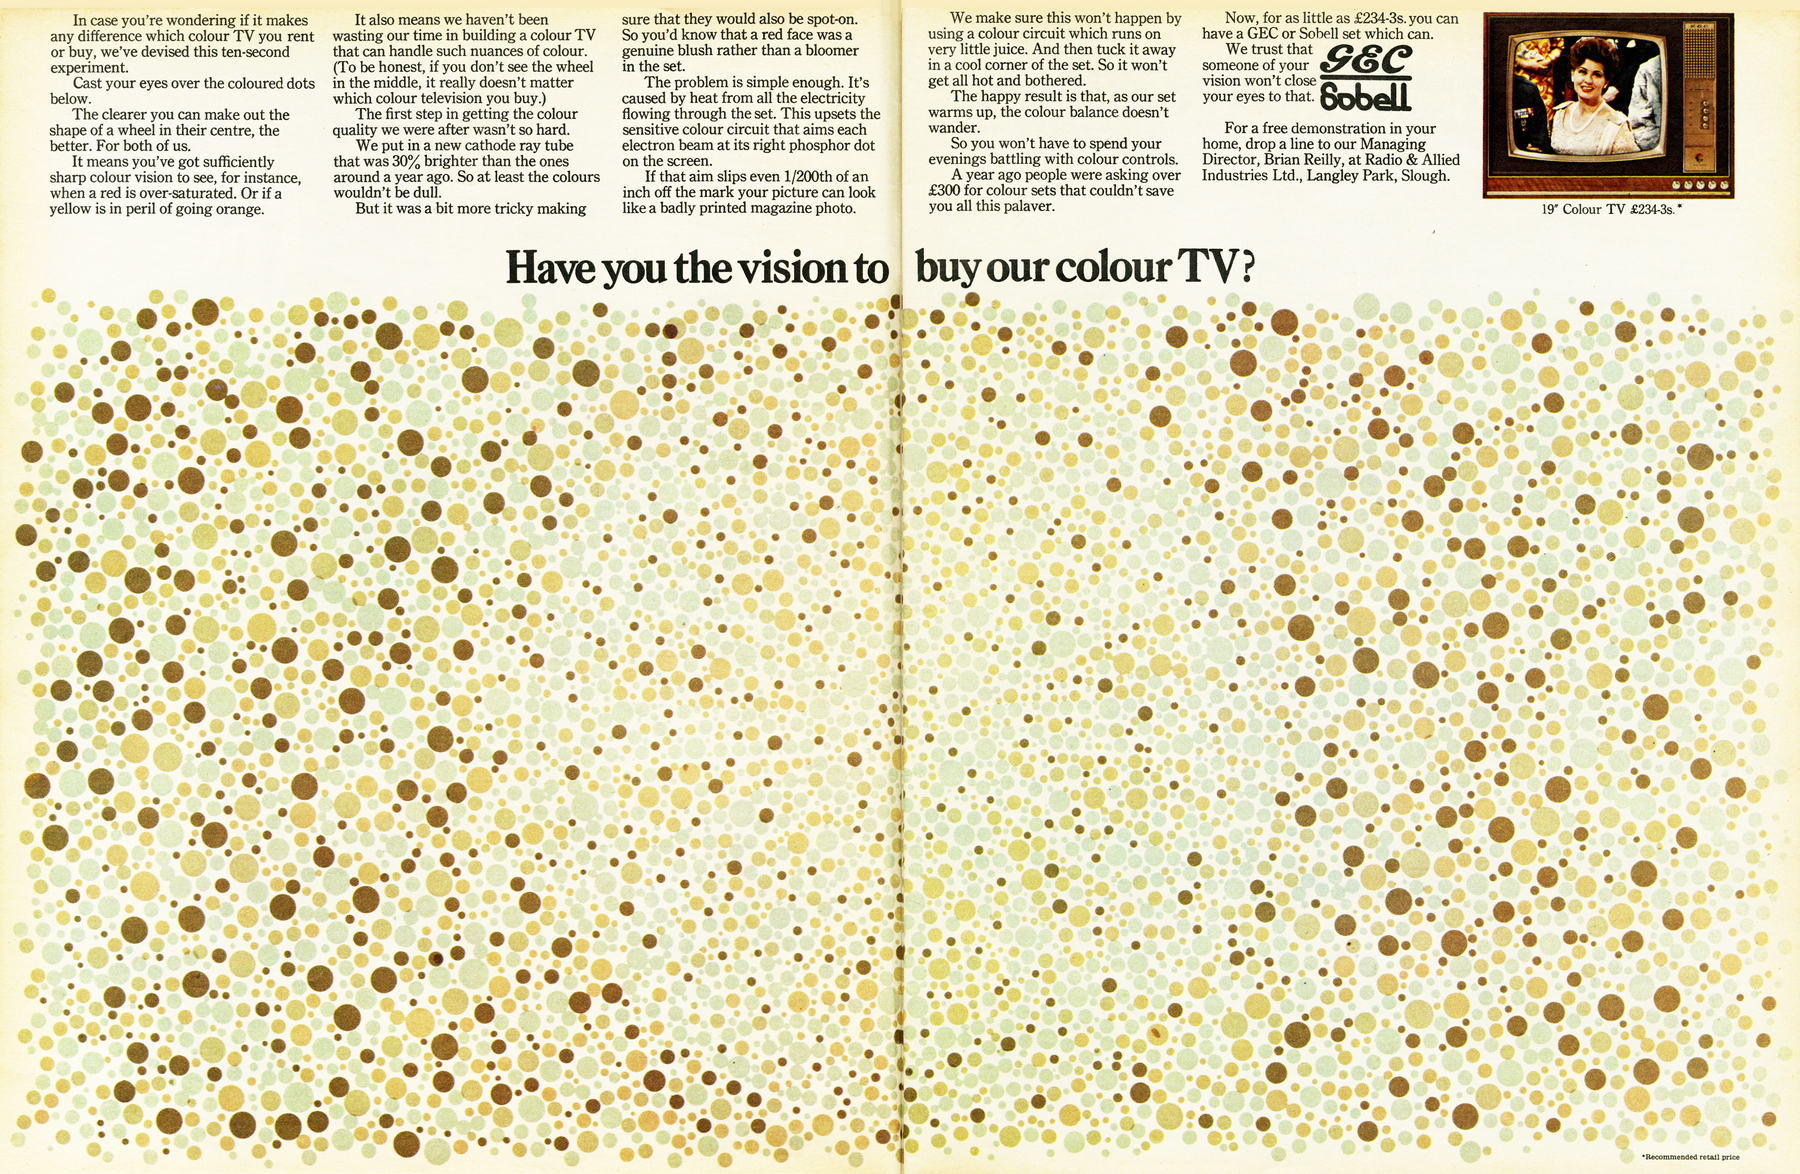 In case you're wondering if it makes
any difference which colour TV you rent
or buy, we've devised this ten-second
experiment.
Cast your eyes over the coloured dots
below.
The clearer you can make out the
shape of a wheel in their centre, the
better. For both of us.
It means you've got sufficiently
sharp colour vision to see, for instance,
when a red is over-saturated. Or if a
yellow is in peril of going orange.
It also means we haven't been
wasting our time in building a colour TV
that can handle such nuances of colour.
(To be honest, if you don't see the wheel
in the middle, it really doesn't matter
which colour television you buy.)
The first step in getting the colour
quality we were after wasn't so hard.
We put in a new cathode ray tube
that was 30% brighter than the ones
around a year ago. So at least the colours
wouldn't be dull.
But it was a bit more tricky making
sure that they would also be spot-on.
So you'd know that a red face was a
genuine blush rather than a bloomer
in the set.
The problem is simple enough. It's
caused by heat from all the electricity
flowing through the set. This upsets the
sensitive colour circuit that aims each
electron beam at its right phosphor dot
on the screen.
If that aim slips even 1/200th of an
inch off the mark your picture can look
like a badly printed magazine photo.
We make sure this won't happen by
using a colour circuit which runs on
very little juice. And then tuck it away
in a cool corner of the set. So it won't
get all hot and bothered.
The happy result is that, as our set
warms up, the colour balance doesn't
wander.
So you won't have to spend your
evenings battling with colour controls.
A year ago people were asking over
£300 for colour sets that couldn't save
you all this palaver.
Now, for as little as £234-3s. you can
have a GEC or Sobell set which can.
We trust that
someone of your
vision won't close
your eyes to that.
GEC
Sobell
For a free demonstration in your
home, drop a line to our Managing
Director, Brian Reilly, at Radio & Allied
Industries Ltd., Langley Park, Slough.
19" Colour TV £234-3s.*
Have you the vision to buy our colour TV?
*Recommended retail price